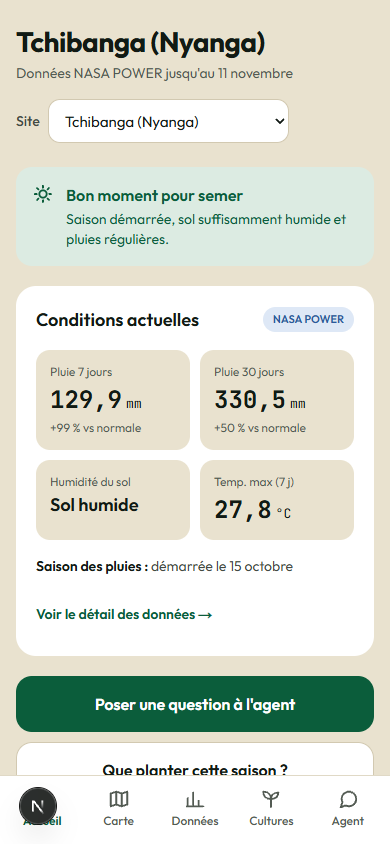 Tchibanga (Nyanga)
Données NASA POWER jusqu'au 11 novembre
Site
Tchibanga (Nyanga)
Bon moment pour semer
Saison démarrée, sol suffisamment humide et
pluies régulières.
Conditions actuelles
NASA POWER
Pluie 7 jours
129,9 mm
+99 % vs normale
Pluie 30 jours
330,5 mm
+50 % vs normale
Humidité du sol
Sol humide
Temp. max (7 j)
27,8 °C
Saison des pluies : démarrée le 15 octobre
Voir le détail des données →
Poser une question à l'agent
Que planter cette saison ?
N
Carte
Données
Cultures
Agent